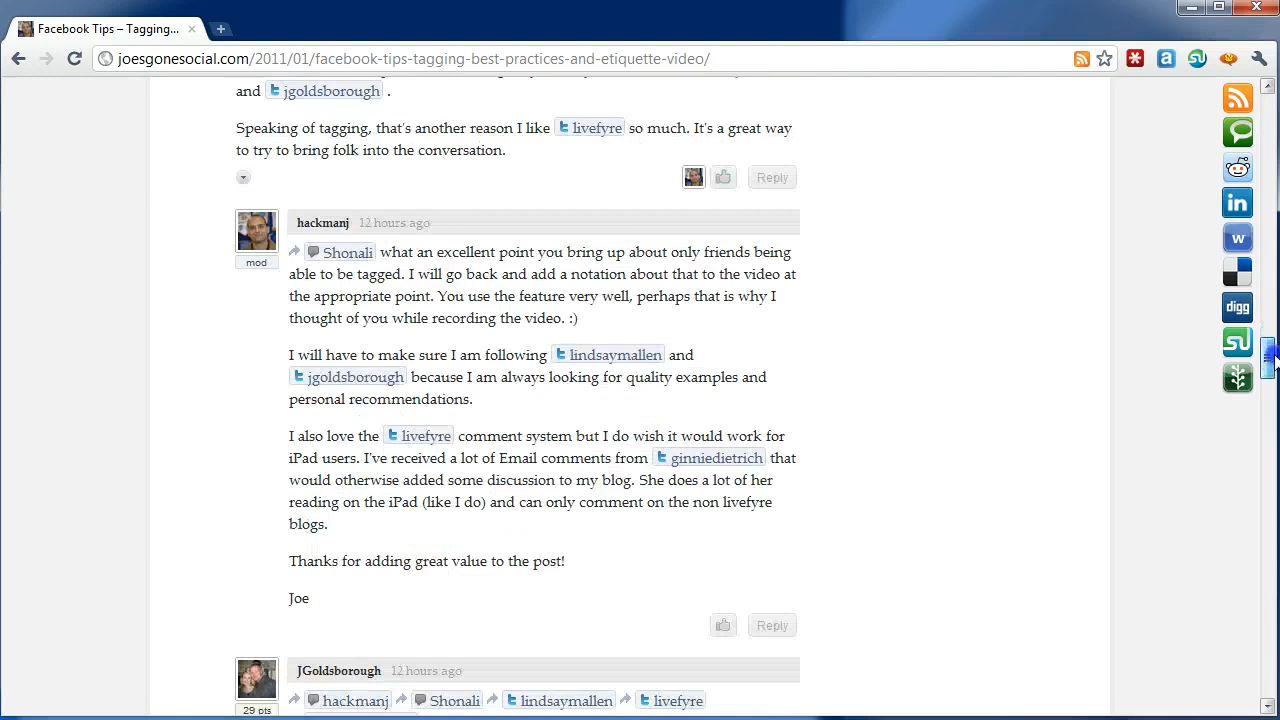 Facebook Tips – Tagging...
joesgonesocial.com/2011/01/facebook-tips-tagging-best-practices-and-etiquette-video/
and jgoldsborough .
Speaking of tagging, that's another reason I like livefyre so much. It's a great way
to try to bring folk into the conversation.
Reply
hackmanj 12 hours ago
mod
Shonali what an excellent point you bring up about only friends being
able to be tagged. I will go back and add a notation about that to the video at
the appropriate point. You use the feature very well, perhaps that is why I
thought of you while recording the video. :)
I will have to make sure I am following lindsaymallen and
jgoldsborough because I am always looking for quality examples and
personal recommendations.
I also love the livefyre comment system but I do wish it would work for
iPad users. I've received a lot of Email comments from ginniedietrich that
would otherwise added some discussion to my blog. She does a lot of her
reading on the iPad (like I do) and can only comment on the non livefyre
blogs.
Thanks for adding great value to the post!
Joe
Reply
JGoldsborough 12 hours ago
29 pts
hackmanj Shonali lindsaymallen livefyre
in
w
digg